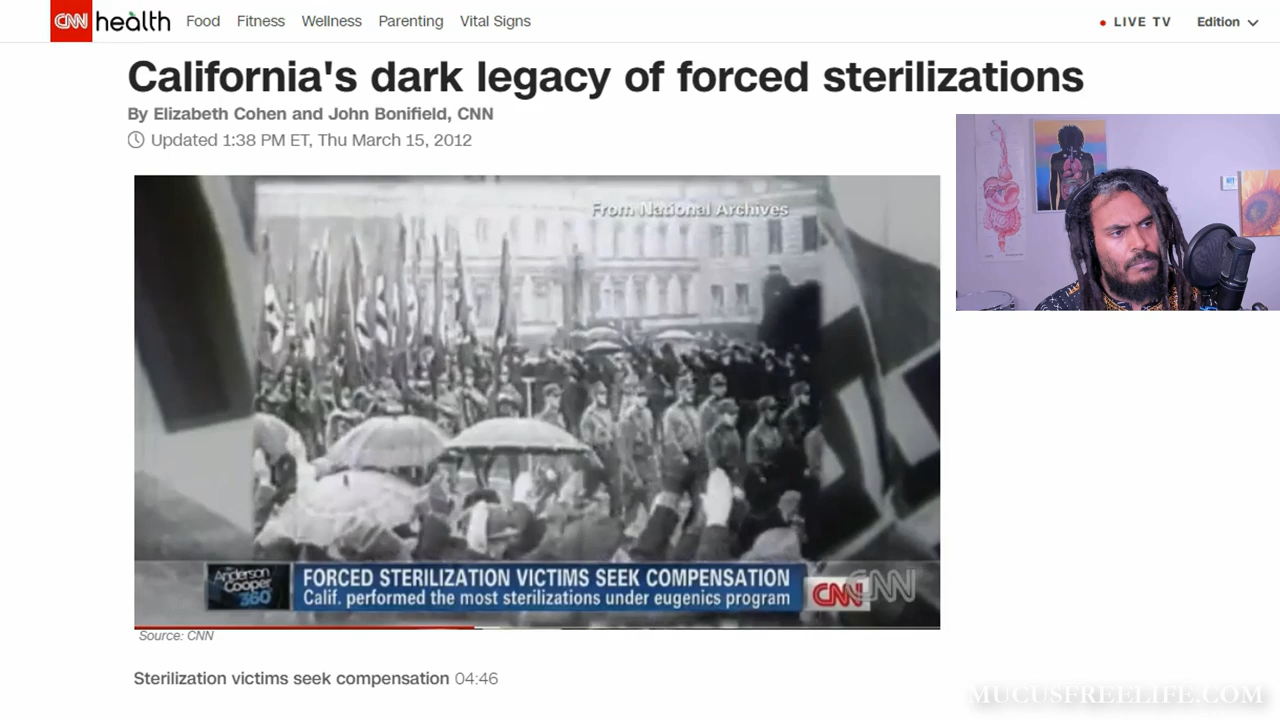 CNN health Food Fitness Wellness Parenting Vital Signs LIVE TV Edition
California's dark legacy of forced sterilizations
By Elizabeth Cohen and John Bonifield, CNN
Updated 1:38 PM ET, Thu March 15, 2012
From National Archives
Anderson
Cooper
360°
FORCED STERILIZATION VICTIMS SEEK COMPENSATION
Calif. performed the most sterilizations under eugenics program
CNN CNN
Source: CNN
Sterilization victims seek compensation 04:46
MUCUSFREELIFE.COM